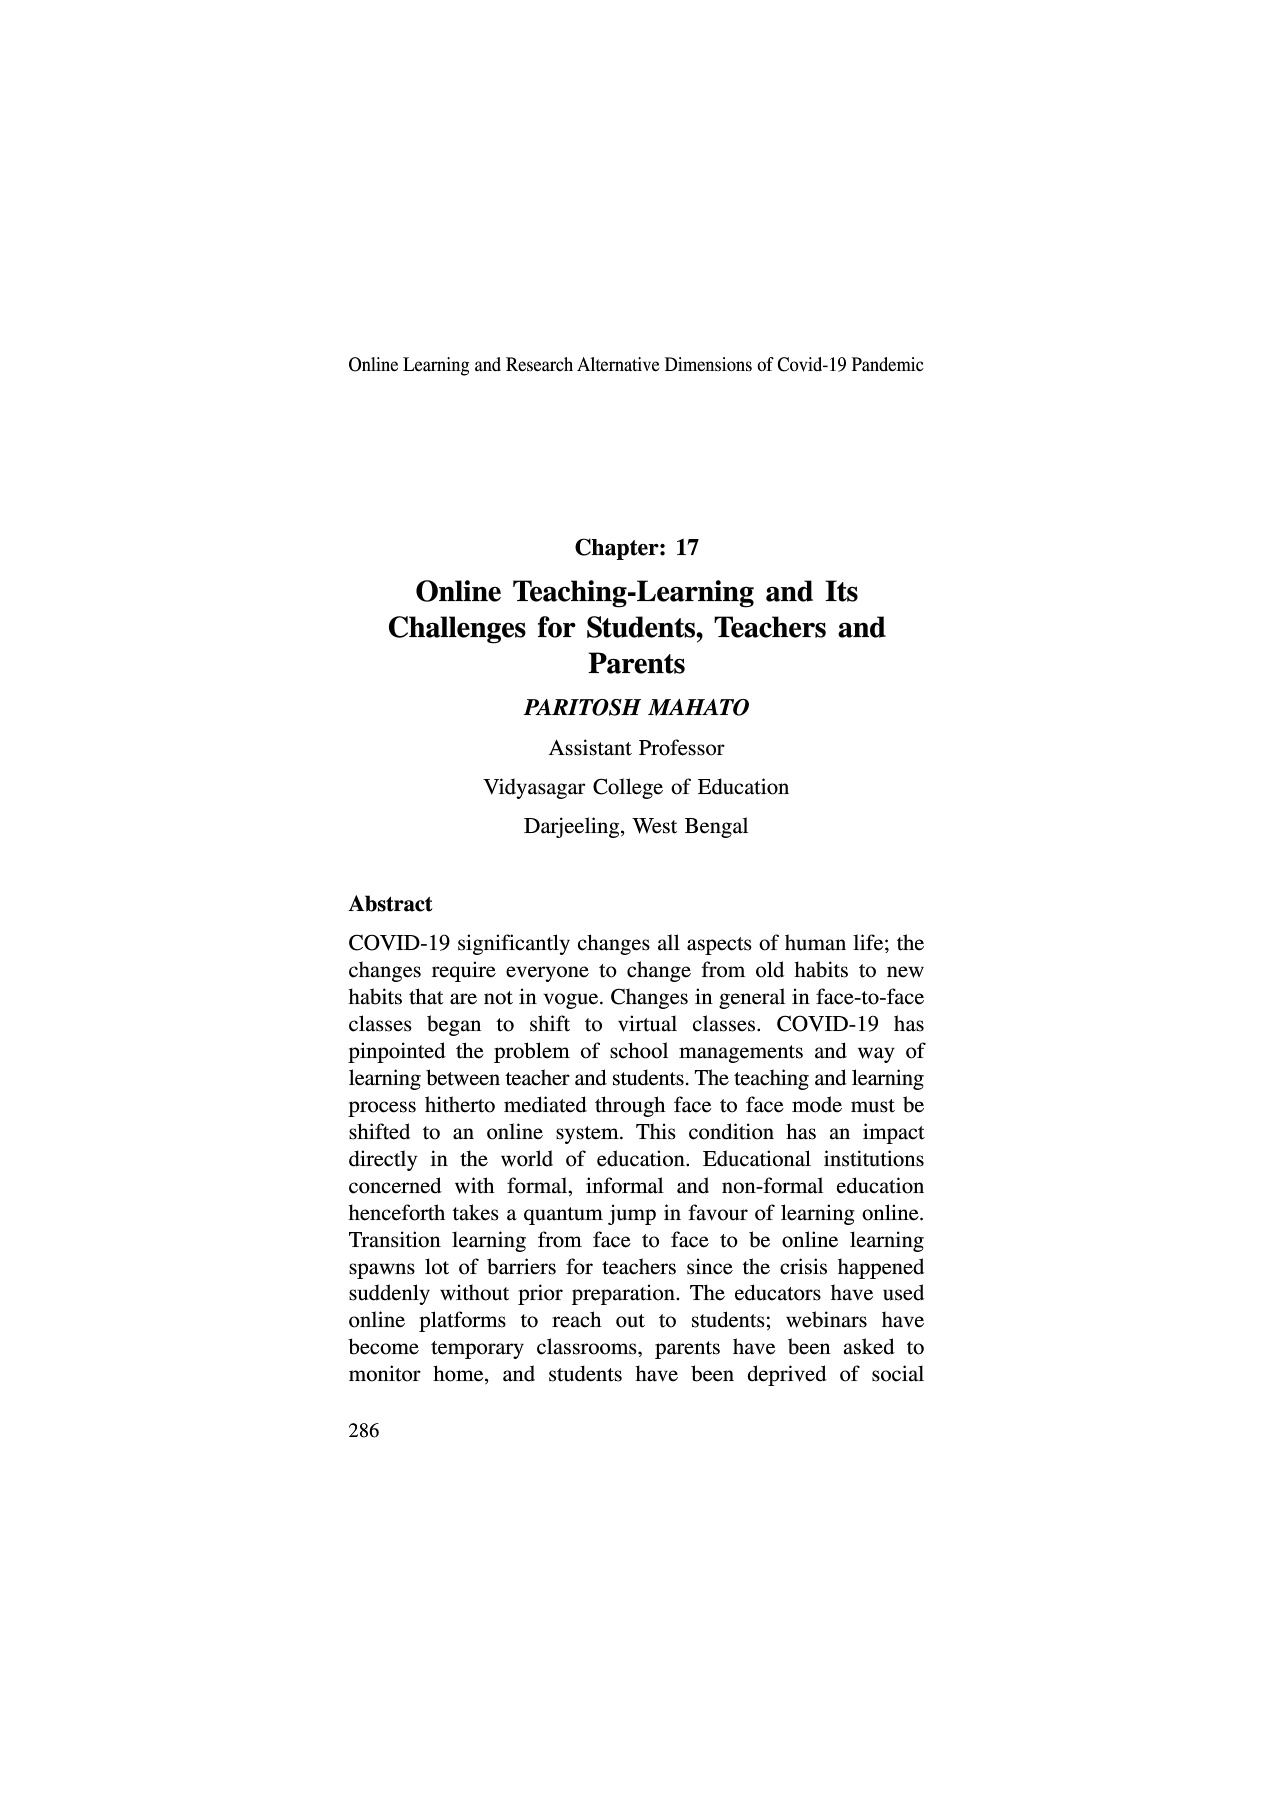 Online Learning and Research Alternative Dimensions of Covid-19 Pandemic
Chapter: 17
Online Teaching-Learning and Its
Challenges for Students, Teachers and
Parents
PARITOSH MAHATO
Assistant Professor
Vidyasagar College of Education
Darjeeling, West Bengal
Abstract
COVID-19 significantly changes all aspects of human life; the
changes require everyone to change from old habits to new
habits that are not in vogue. Changes in general in face-to-face
classes began to shift to virtual classes. COVID-19 has
pinpointed the problem of school managements and way of
learning between teacher and students. The teaching and learning
process hitherto mediated through face to face mode must be
shifted to an online system. This condition has an impact
directly in the world of education. Educational institutions
concerned with formal, informal and non-formal education
henceforth takes a quantum jump in favour of learning online.
Transition learning from face to face to be online learning
spawns lot of barriers for teachers since the crisis happened
suddenly without prior preparation. The educators have used
online platforms to reach out to students; webinars have
become temporary classrooms, parents have been asked to
monitor home, and students have been deprived of social
286